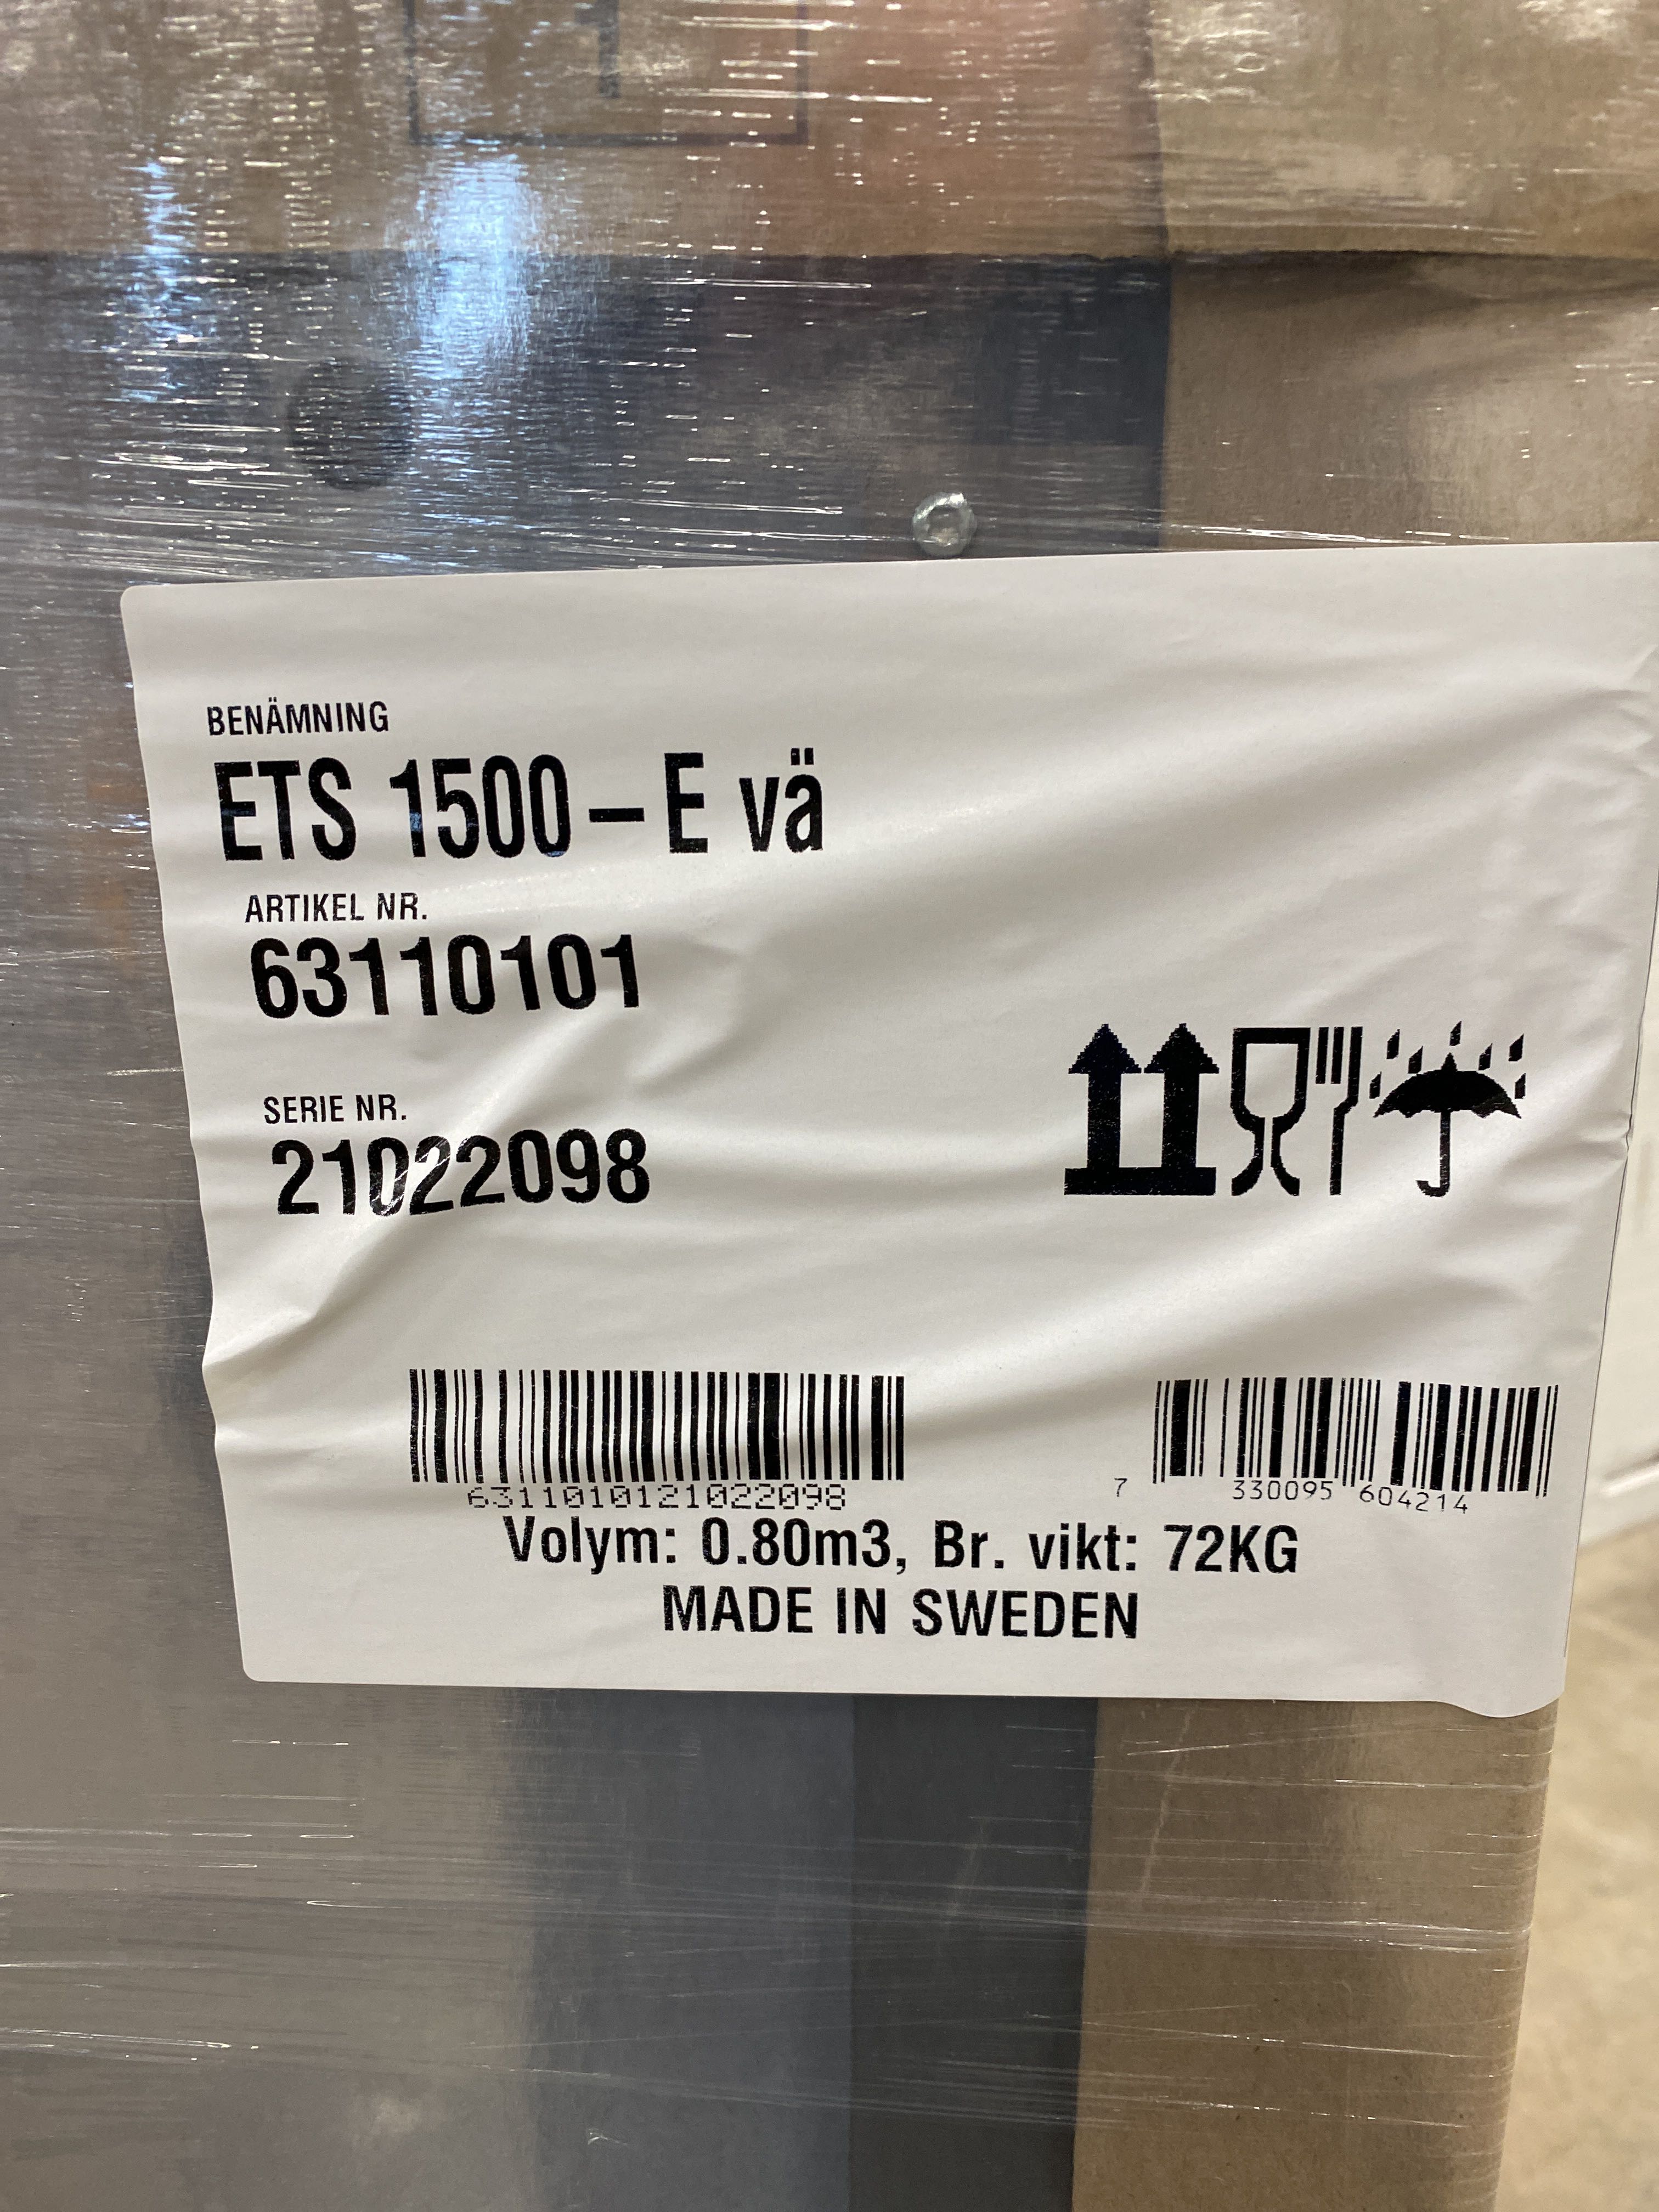 1
BENÄMNING
ETS 1500 – E vä
ARTIKEL NR.
63110101
SERIE NR.
21022098
6311010121022098
7 330095 604214
Volym: 0.80m3, Br. vikt: 72KG
MADE IN SWEDEN